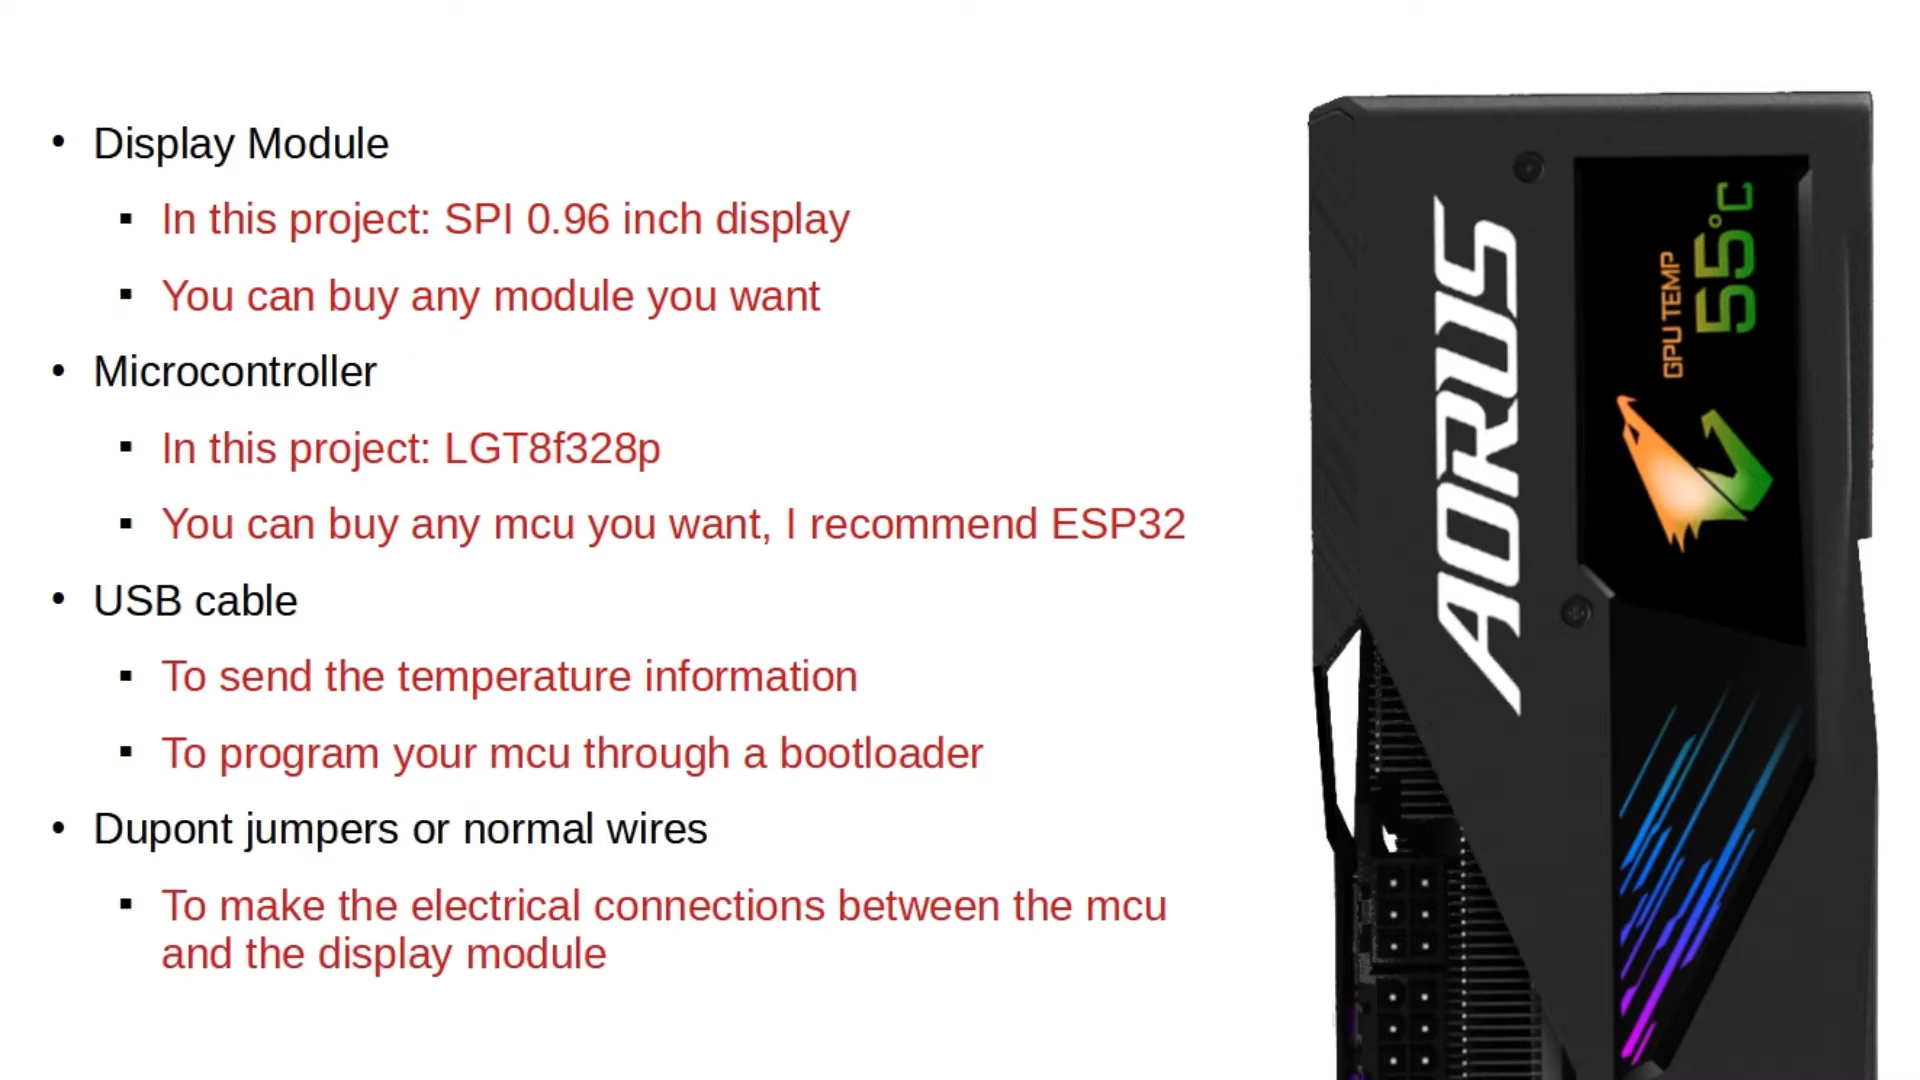 Display Module
In this project: SPI 0.96 inch display
You can buy any module you want
Microcontroller
In this project: LGT8f328p
You can buy any mcu you want, I recommend ESP32
USB cable
To send the temperature information
To program your mcu through a bootloader
Dupont jumpers or normal wires
To make the electrical connections between the mcu
and the display module
AORUS
GPU TEMP
55°C